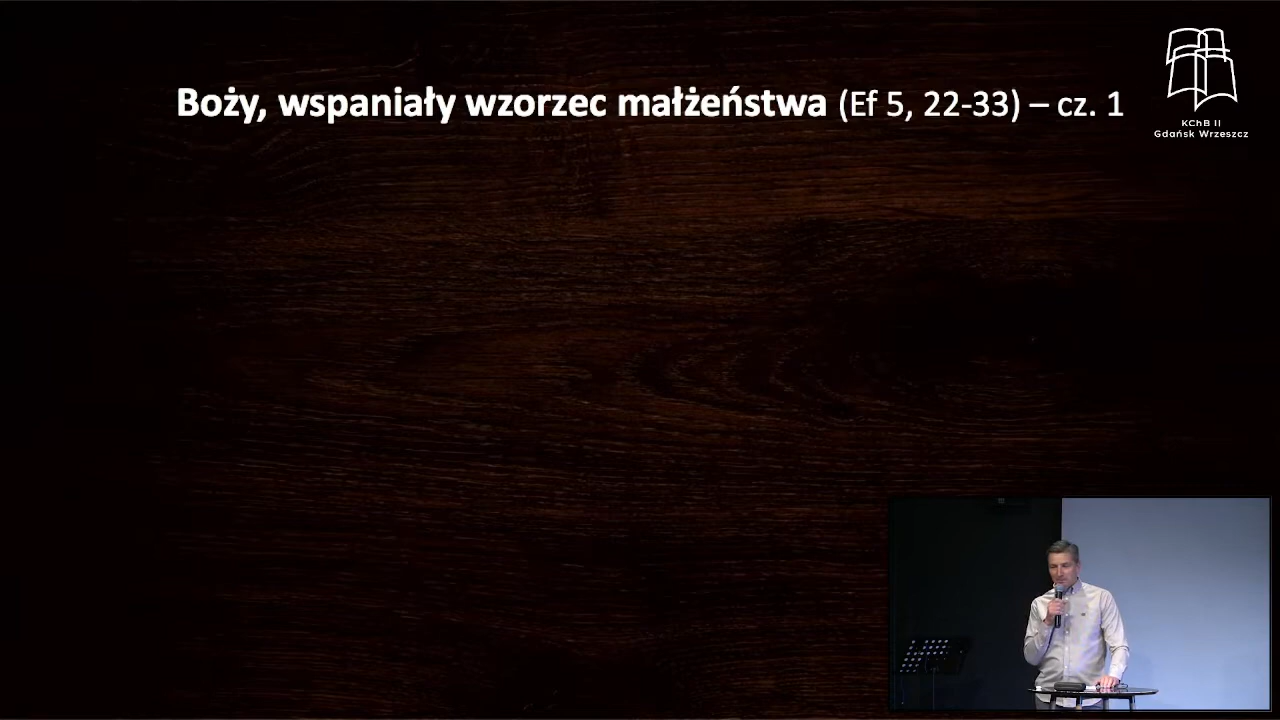 Boży, wspaniały wzorzec małżeństwa (Ef 5, 22-33) – cz. 1
KChB II
Gdańsk Wrzeszcz